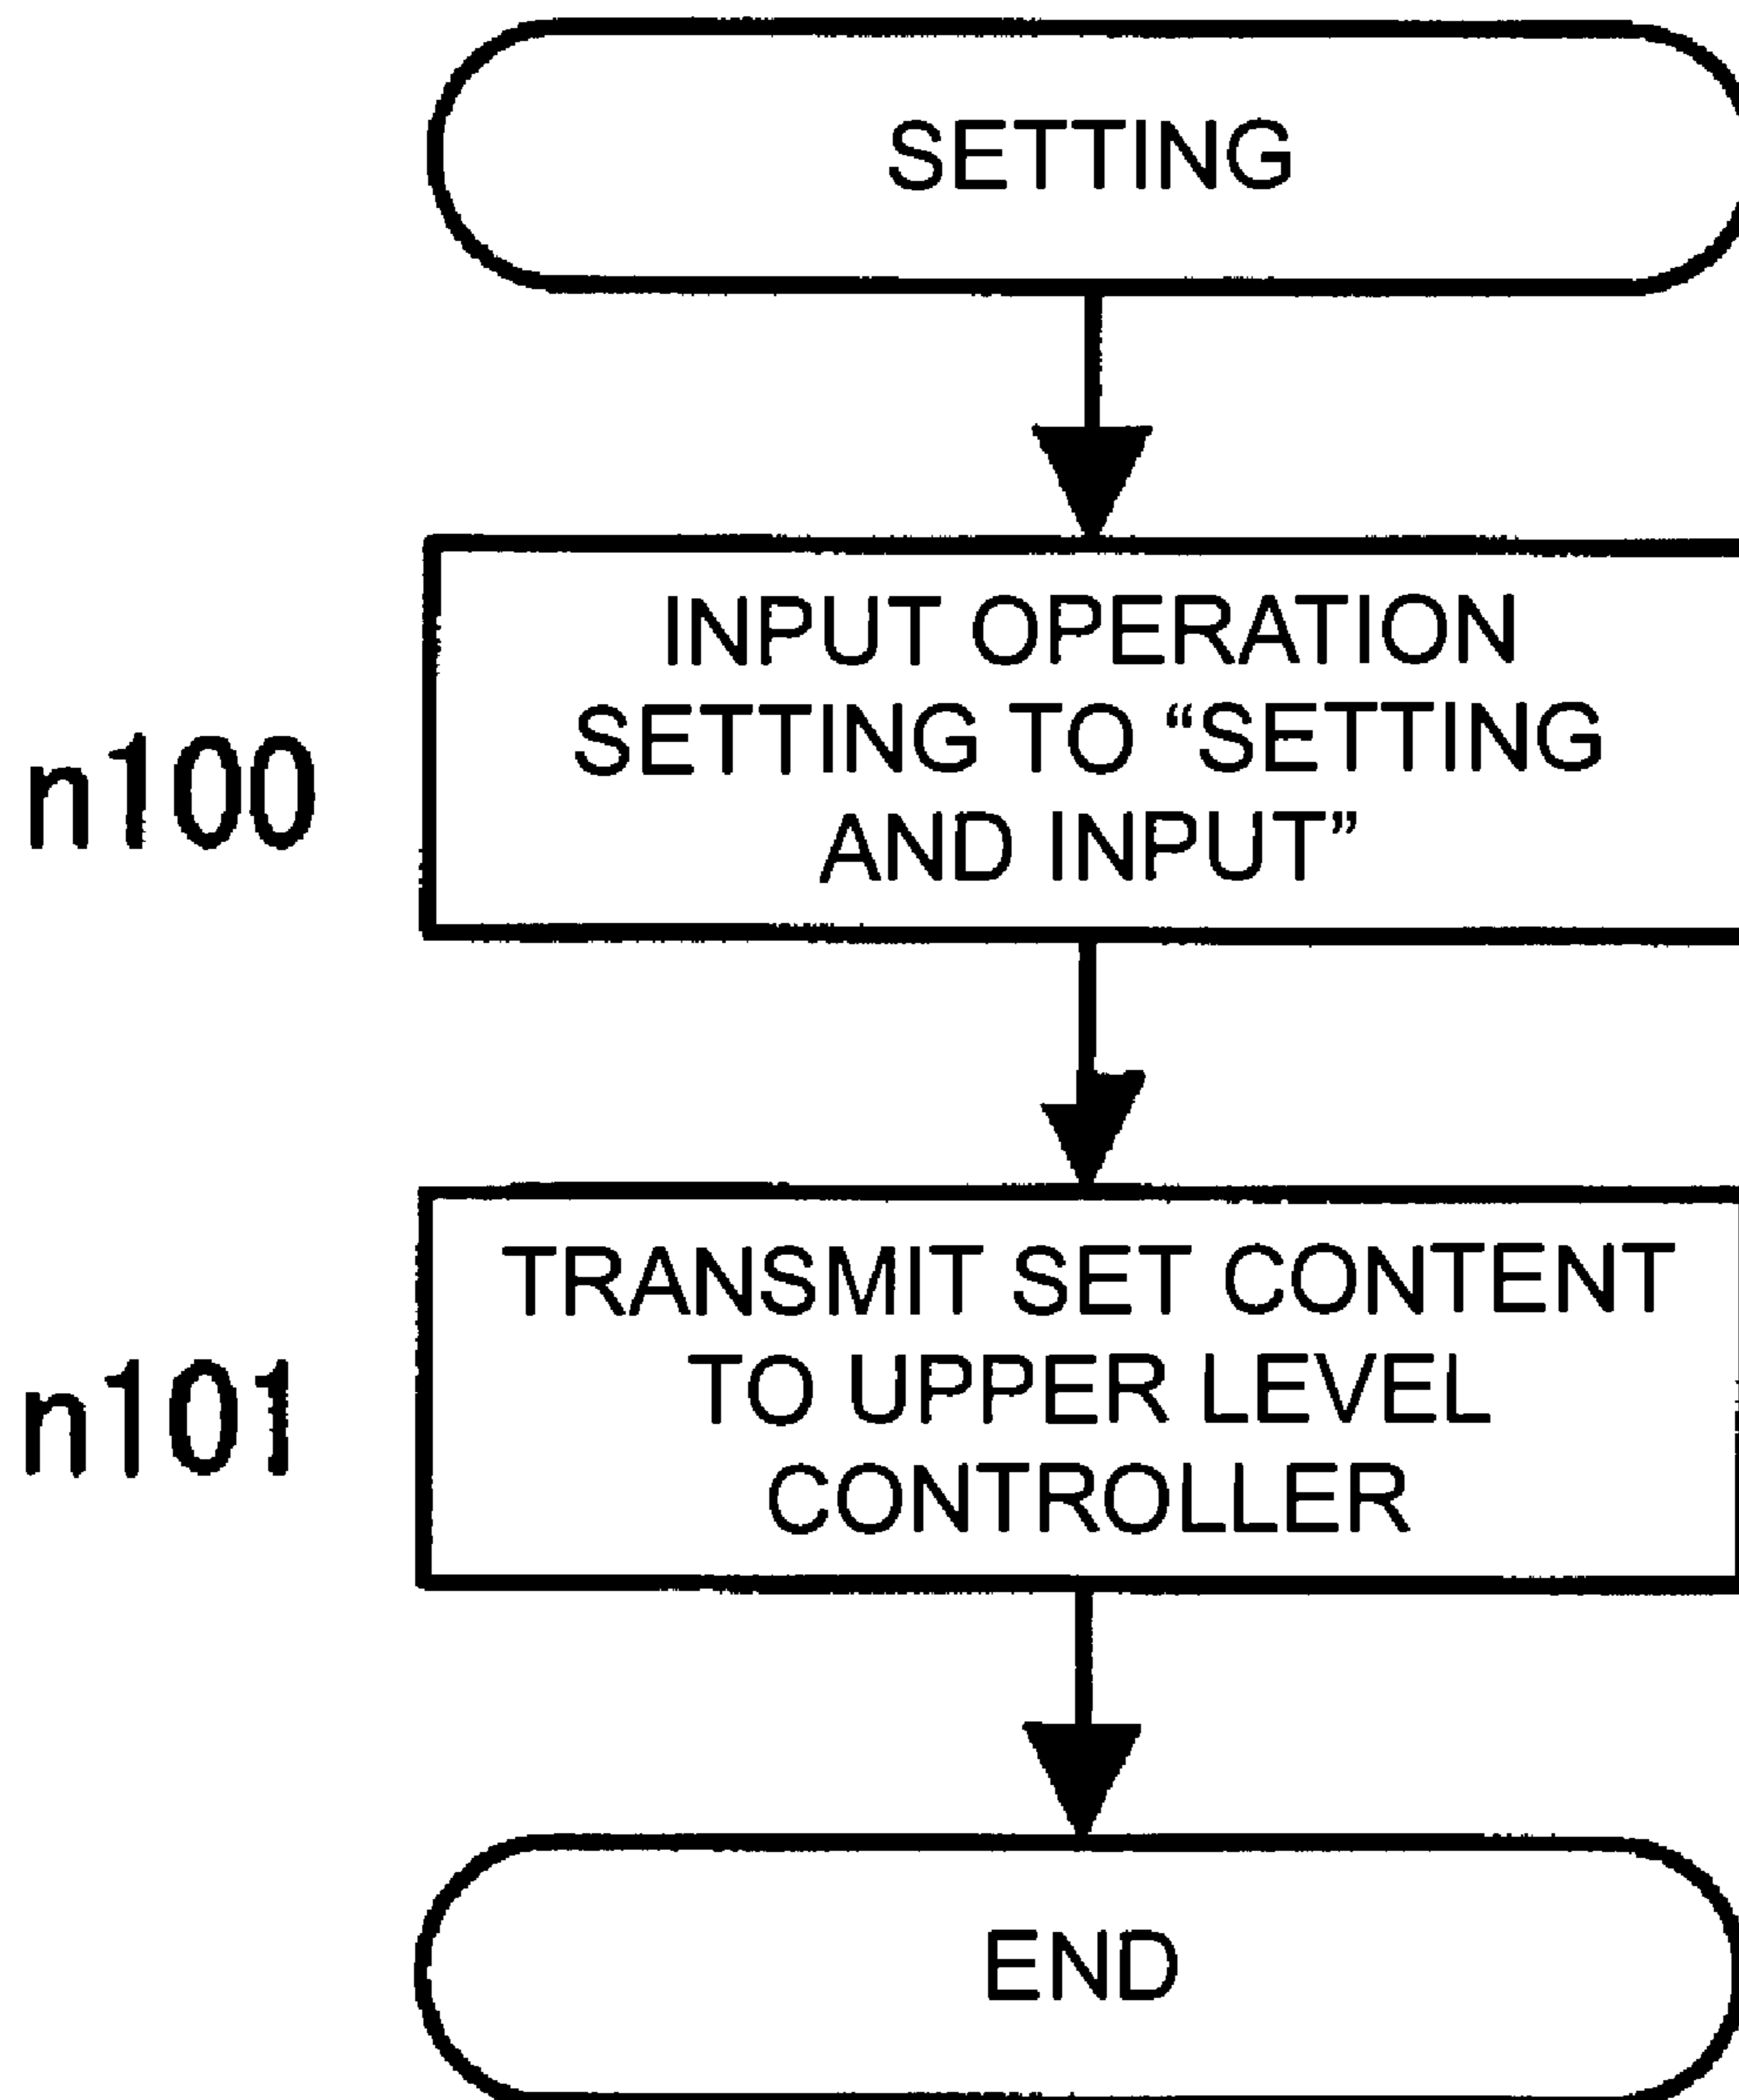 SETTING
n100
INPUT OPERATION
SETTING TO “SETTING
AND INPUT”
n101
TRANSMIT SET CONTENT
TO UPPER LEVEL
CONTROLLER
END